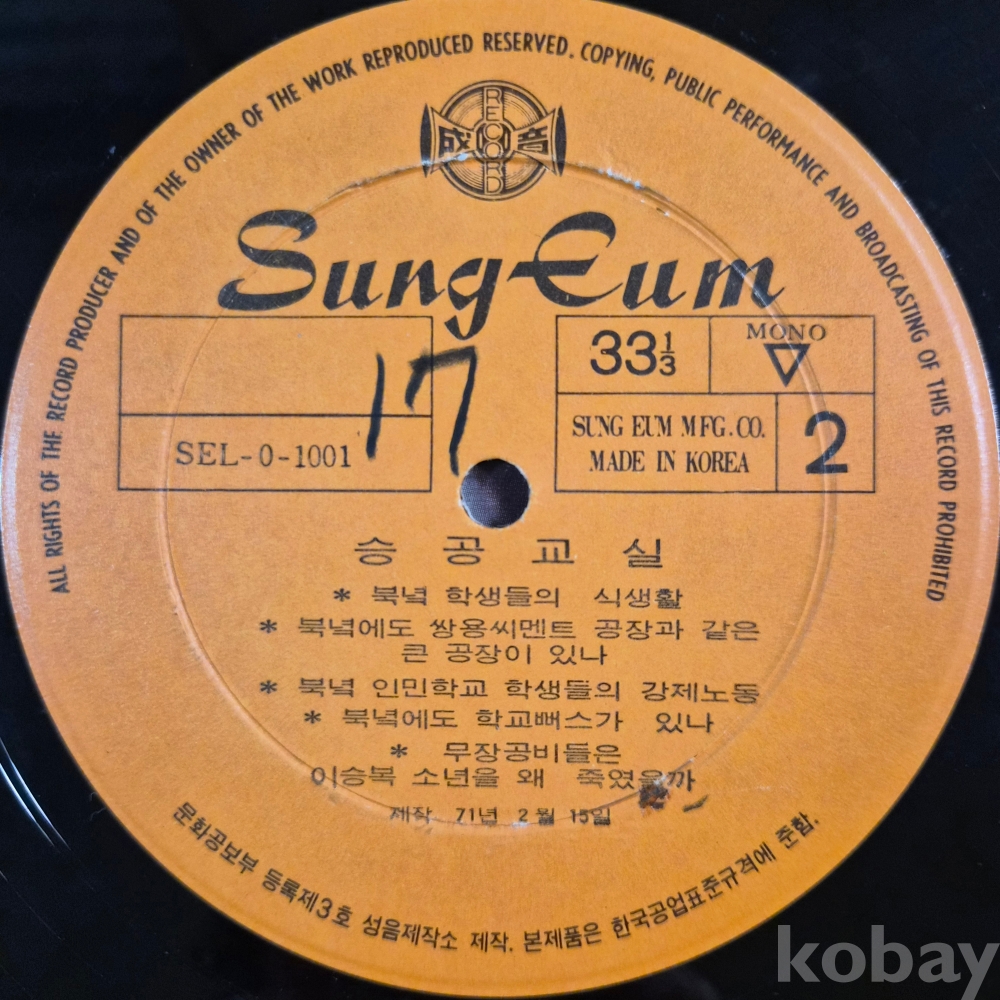 ALL RIGHTS OF THE RECORD PRODUCER AND OF THE OWNER OF THE WORK REPRODUCED RESERVED. COPYING, PUBLIC PERFORMANCE AND BROADCASTING OF THIS RECORD PROHIBITED
RECORD
成音
Sung-Eum
17
33⅓
MONO
SEL-0-1001
SUNG EUM MFG. CO.
MADE IN KOREA
2
승공교실
* 북녘 학생들의 식생활
* 북녘에도 쌍용씨멘트 공장과 같은
큰 공장이 있나
* 북녘 인민학교 학생들의 강제노동
* 북녘에도 학교뻐스가 있나
* 무장공비들은
이승복 소년을 왜 죽였을까
제작 71년 2월 15일
문화공보부 등록제3호 성음제작소 제작. 본제품은 한국공업표준규격에 준함.
kobay